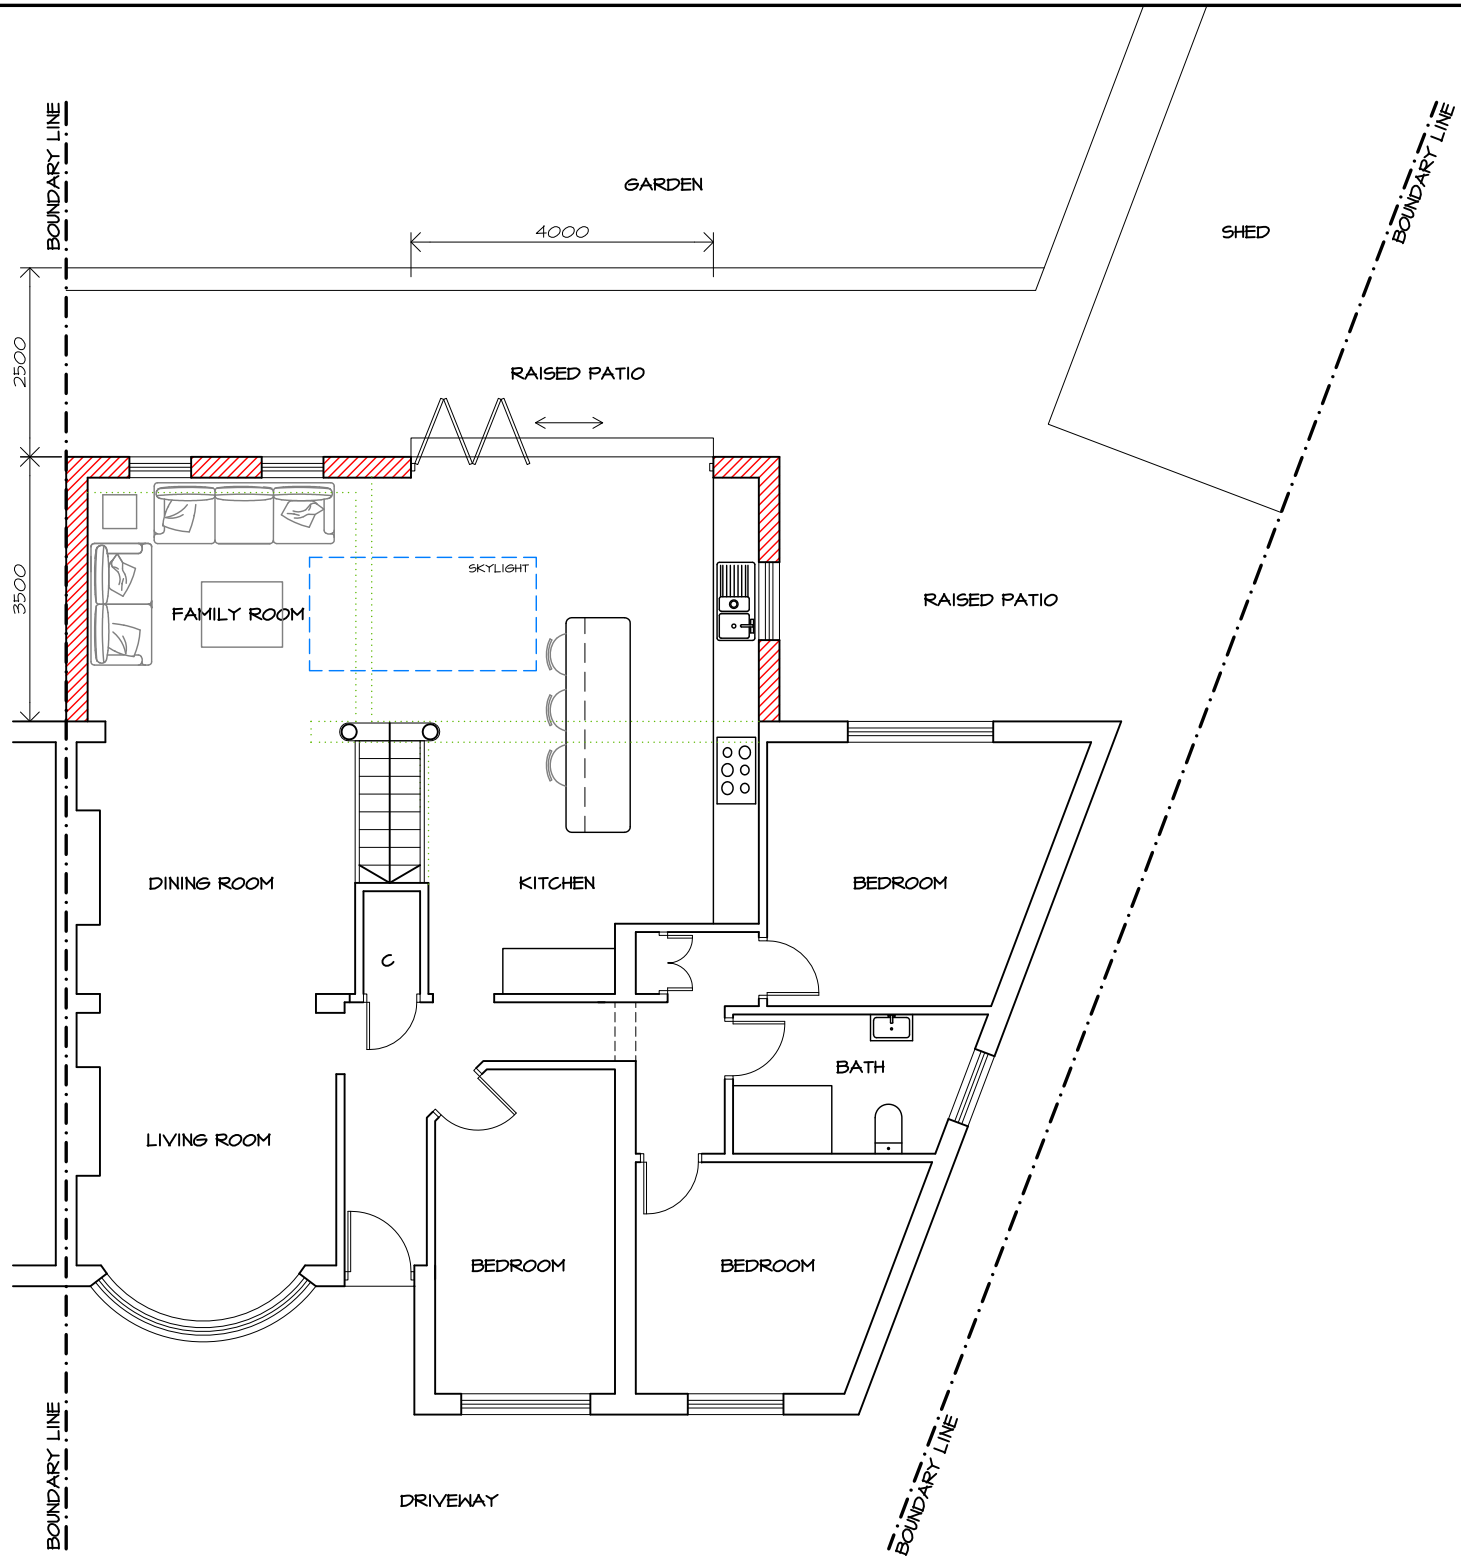 BOUNDARY LINE
BOUNDARY LINE
GARDEN
SHED
4000
2500
RAISED PATIO
SKYLIGHT
3500
RAISED PATIO
FAMILY ROOM
DINING ROOM
KITCHEN
BEDROOM
C
BATH
LIVING ROOM
BEDROOM
BEDROOM
BOUNDARY LINE
BOUNDARY LINE
DRIVEWAY